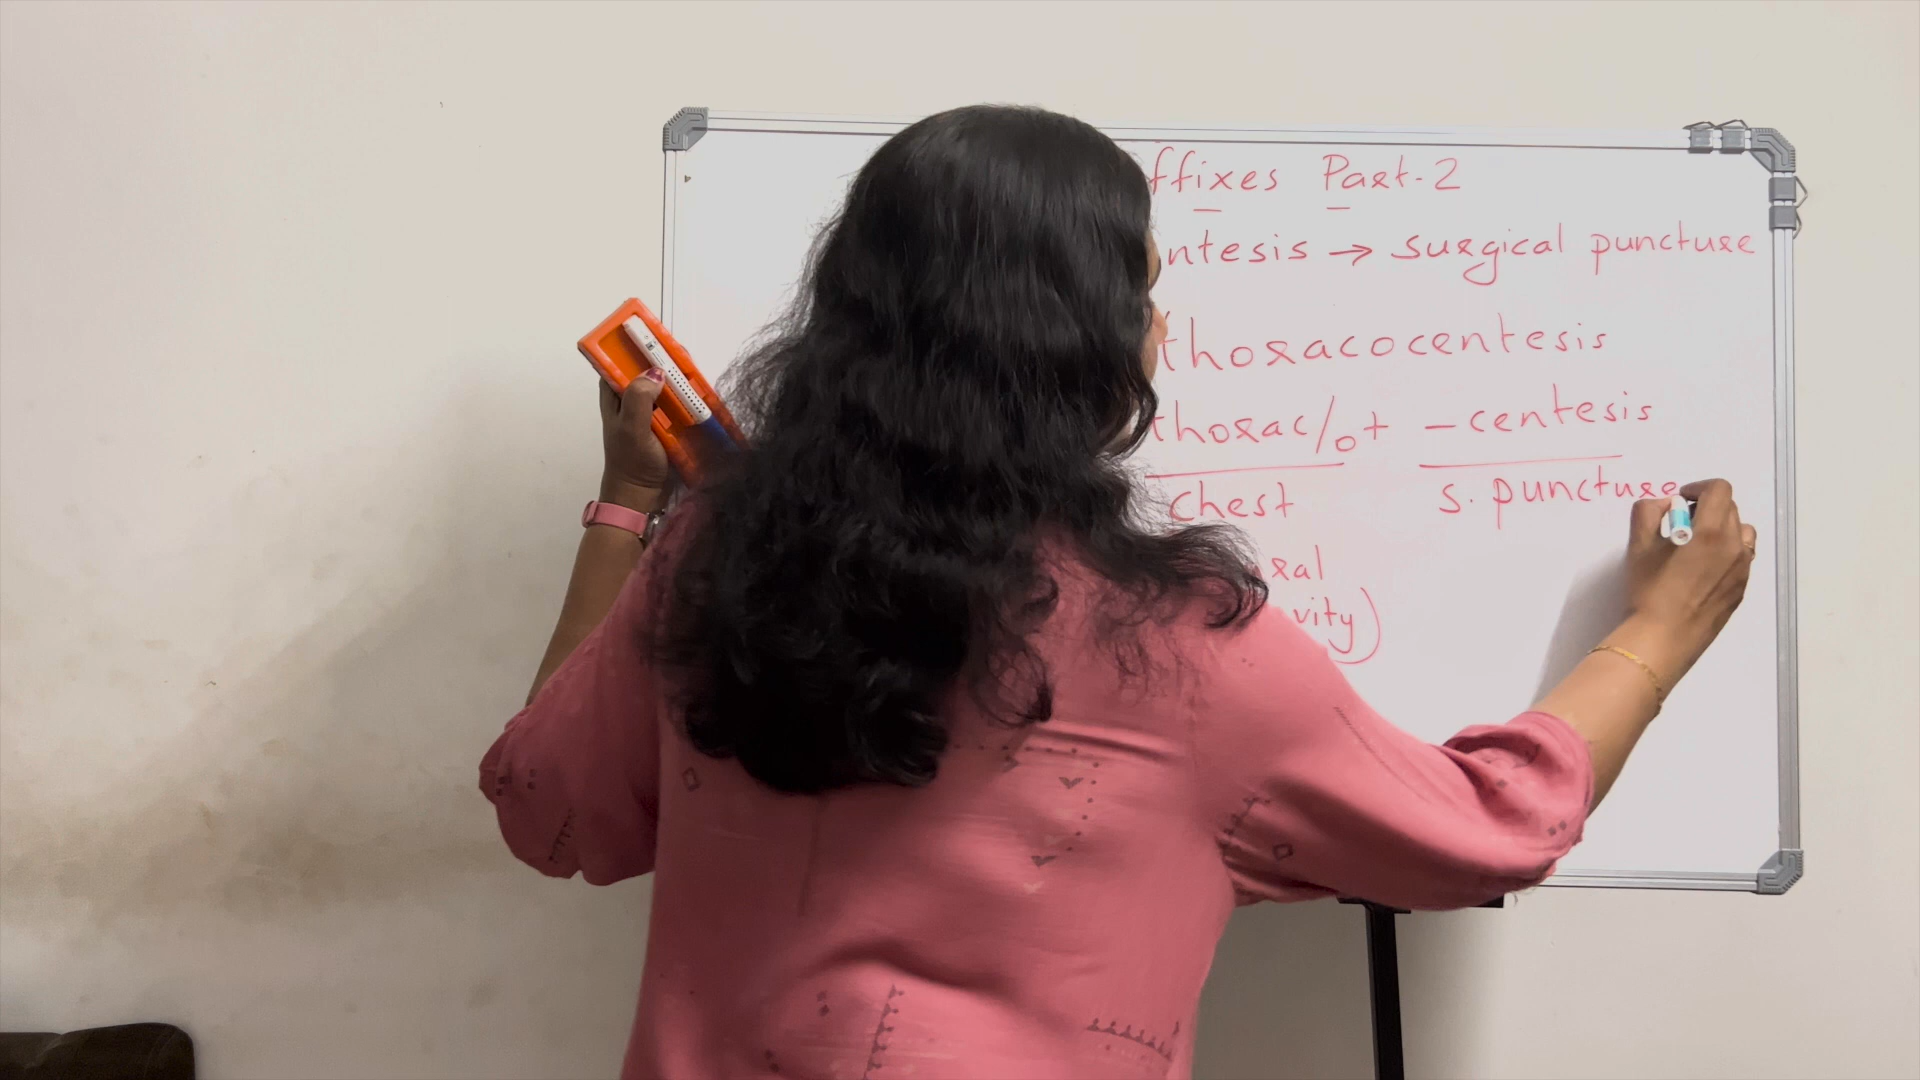 ffixes Part-2
ntesis → surgical puncture
thoracocentesis
thorac/o + -centesis
chest s. puncture
ral
vity)